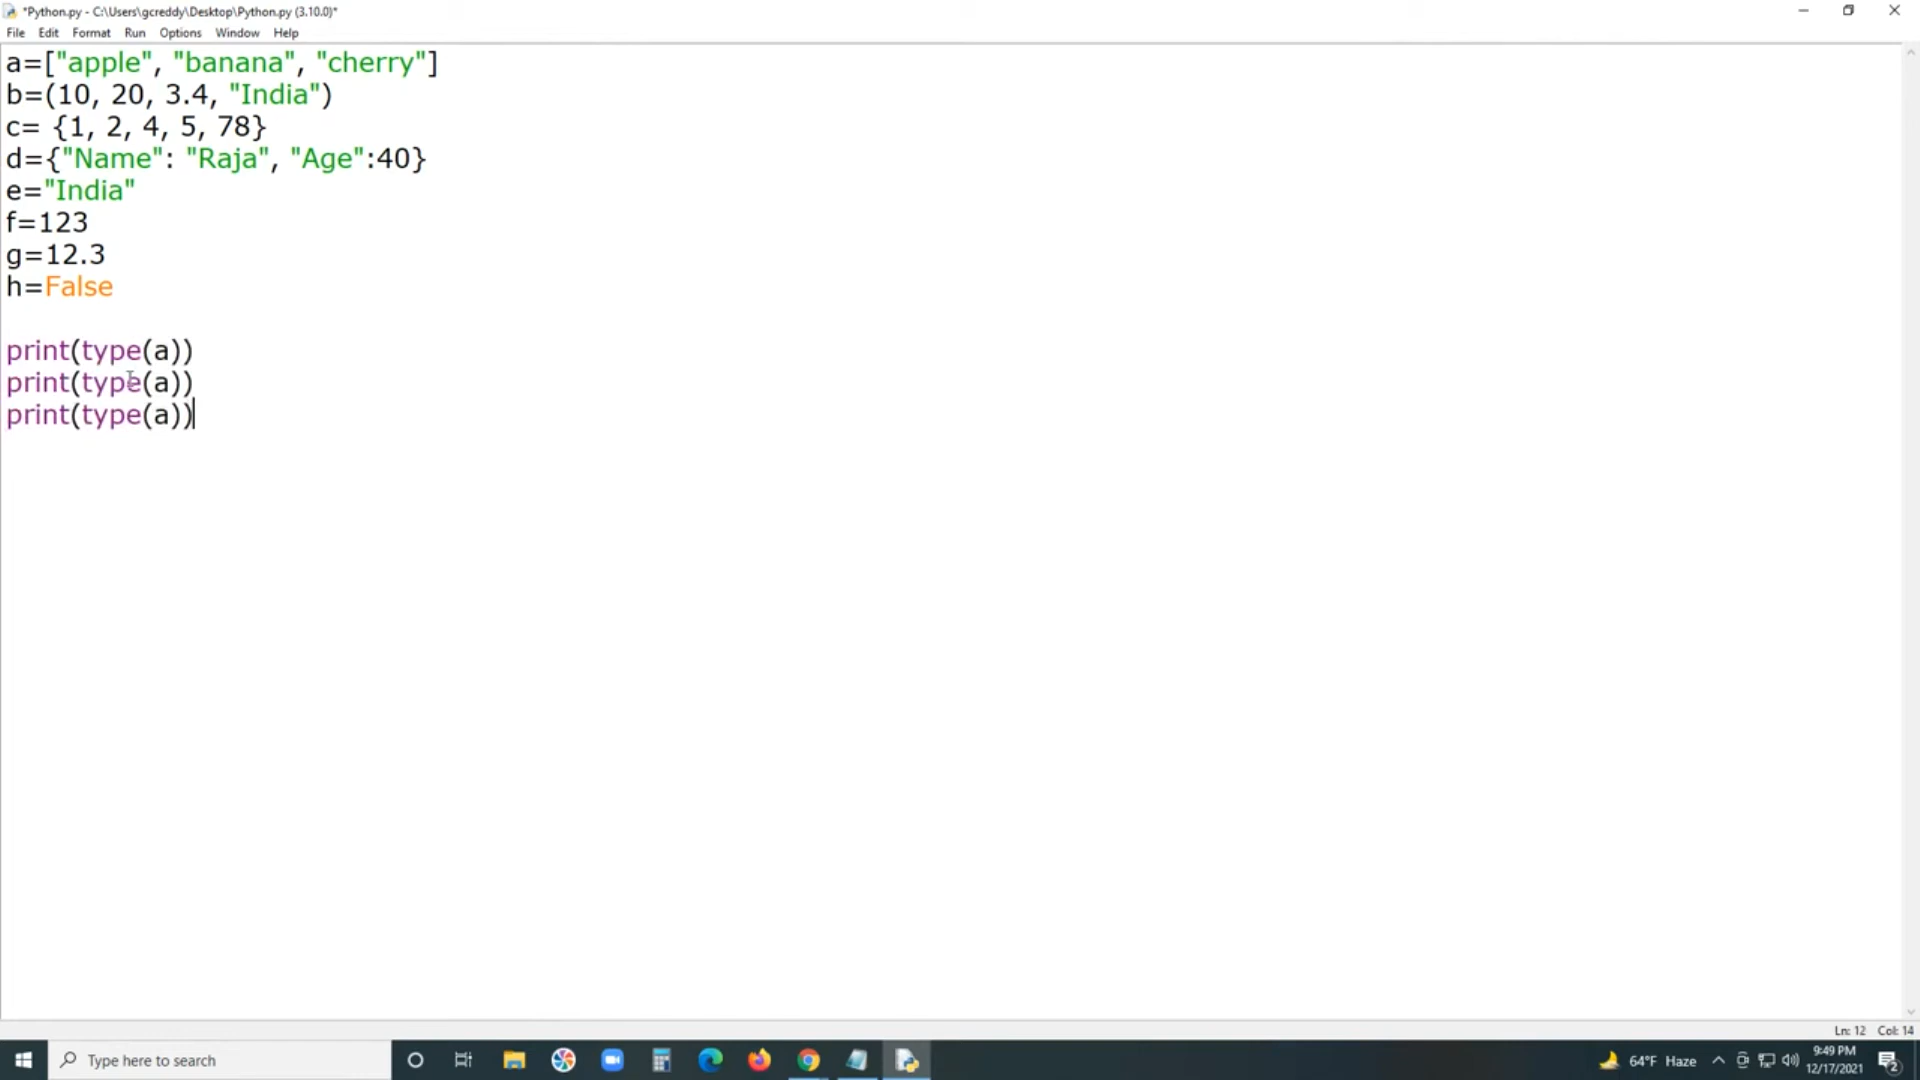 *Python.py - C:\Users\gcreddy\Desktop\Python.py (3.10.0)*
File Edit Format Run Options Window Help
a=["apple", "banana", "cherry"]
b=(10, 20, 3.4, "India")
c= {1, 2, 4, 5, 78}
d={"Name": "Raja", "Age":40}
e="India"
f=123
g=12.3
h=False
print(type(a))
print(type(a))
print(type(a))
Ln: 12 Col: 14
Type here to search
64°F Haze
9:49 PM
12/17/2021
2